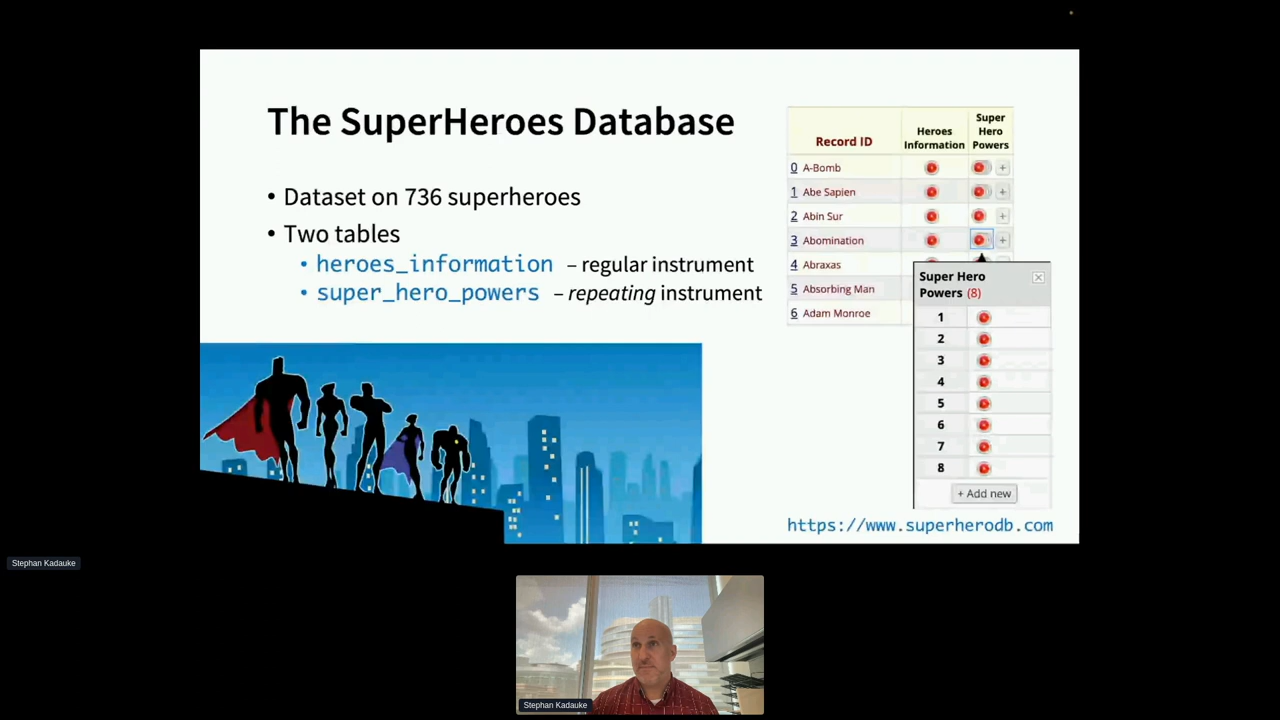 The SuperHeroes Database
• Dataset on 736 superheroes
• Two tables
• heroes_information – regular instrument
• super_hero_powers – repeating instrument
Record ID
Heroes
Information
Super
Hero
Powers
0 A-Bomb
+
1 Abe Sapien
+
2 Abin Sur
+
3 Abomination
+
4 Abraxas
5 Absorbing Man
6 Adam Monroe
Super Hero
Powers (8)
1
2
3
4
5
6
7
8
+ Add new
https://www.superherodb.com
Stephan Kadauke
Stephan Kadauke